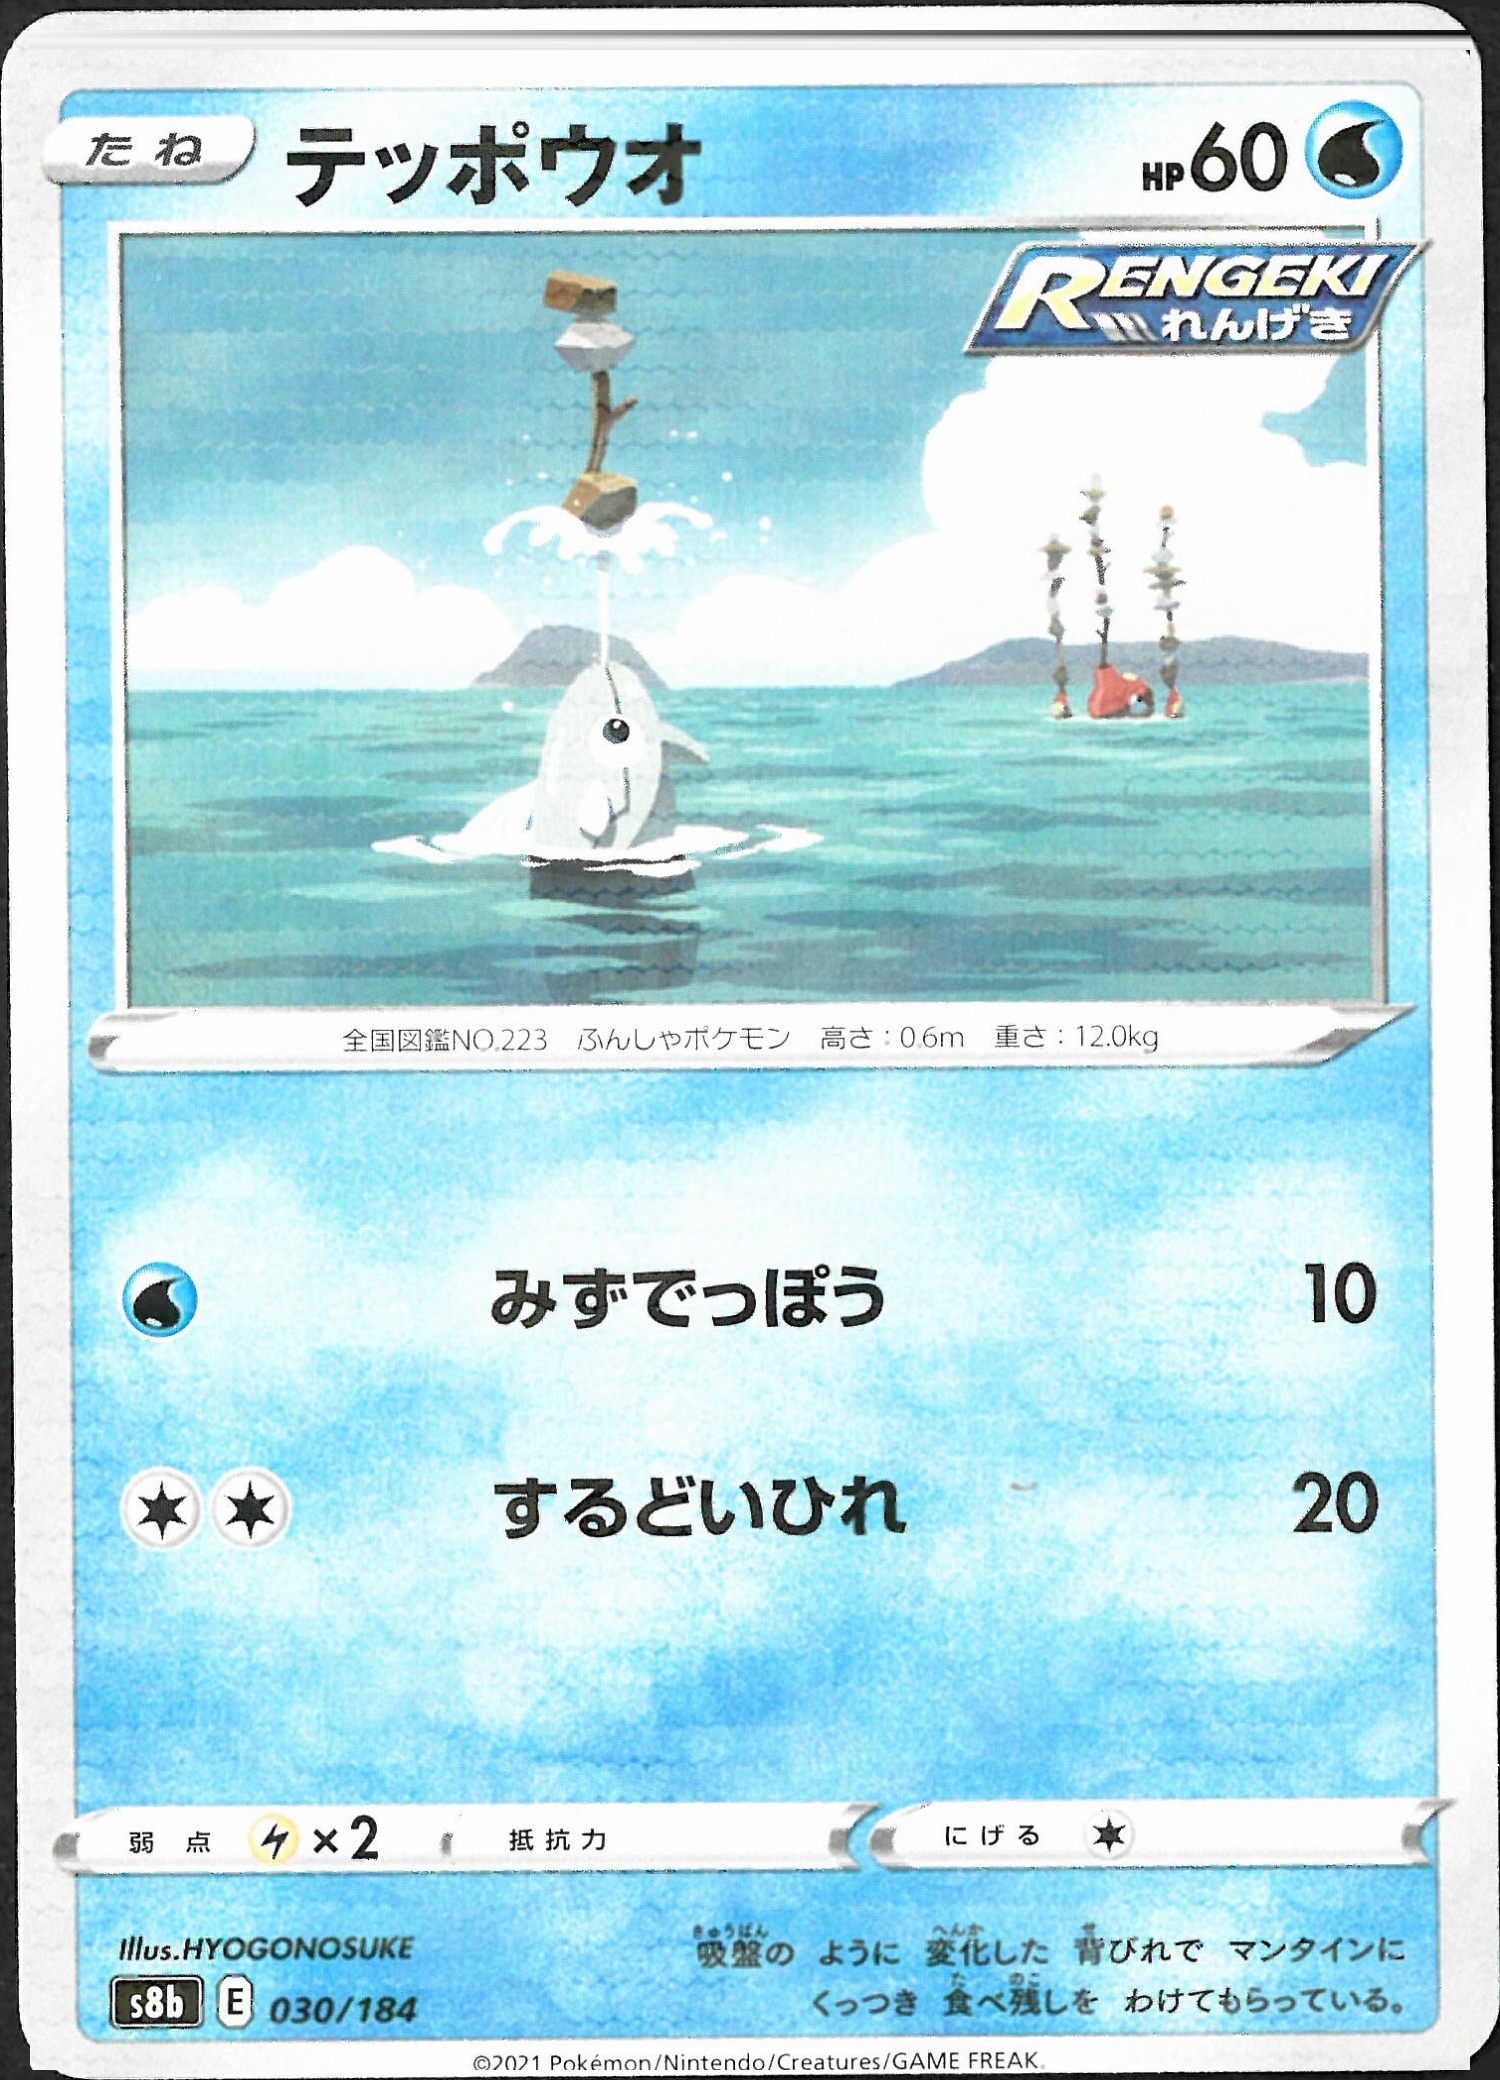 たね テッポウオ HP60
RENGEKI
れんげき
全国図鑑NO.223 ふんしゃポケモン 高さ:0.6m 重さ:12.0kg
みずでっぽう 10
するどいひれ 20
弱点 ×2 抵抗力 にげる
Illus.HYOGONOSUKE
s8b E 030/184
きゅうばん へんか せ
吸盤の ように 変化した 背びれで マンタインに
た のこ
くっつき 食べ残しを わけてもらっている。
©2021 Pokémon/Nintendo/Creatures/GAME FREAK.